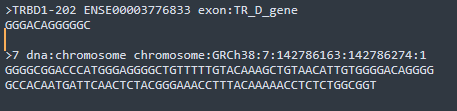 >TRBD1-202 ENSE00003776833 exon:TR_D_gene
GGGACAGGGGGC

>7 dna:chromosome chromosome:GRCh38:7:142786163:142786274:1
GGGGCGGACCCATGGGAGGGGCTGTTTTTGTACAAAGCTGTAACATTGTGGGGACAGGGG
GCCACAATGATTCAACTCTACGGGAAACCTTTACAAAAACCTCTCTGGCGGT